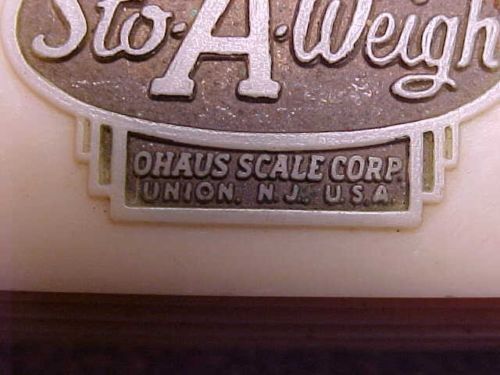 Sto-A-Weigh
OHAUS SCALE CORP.
UNION, N.J., U.S.A.